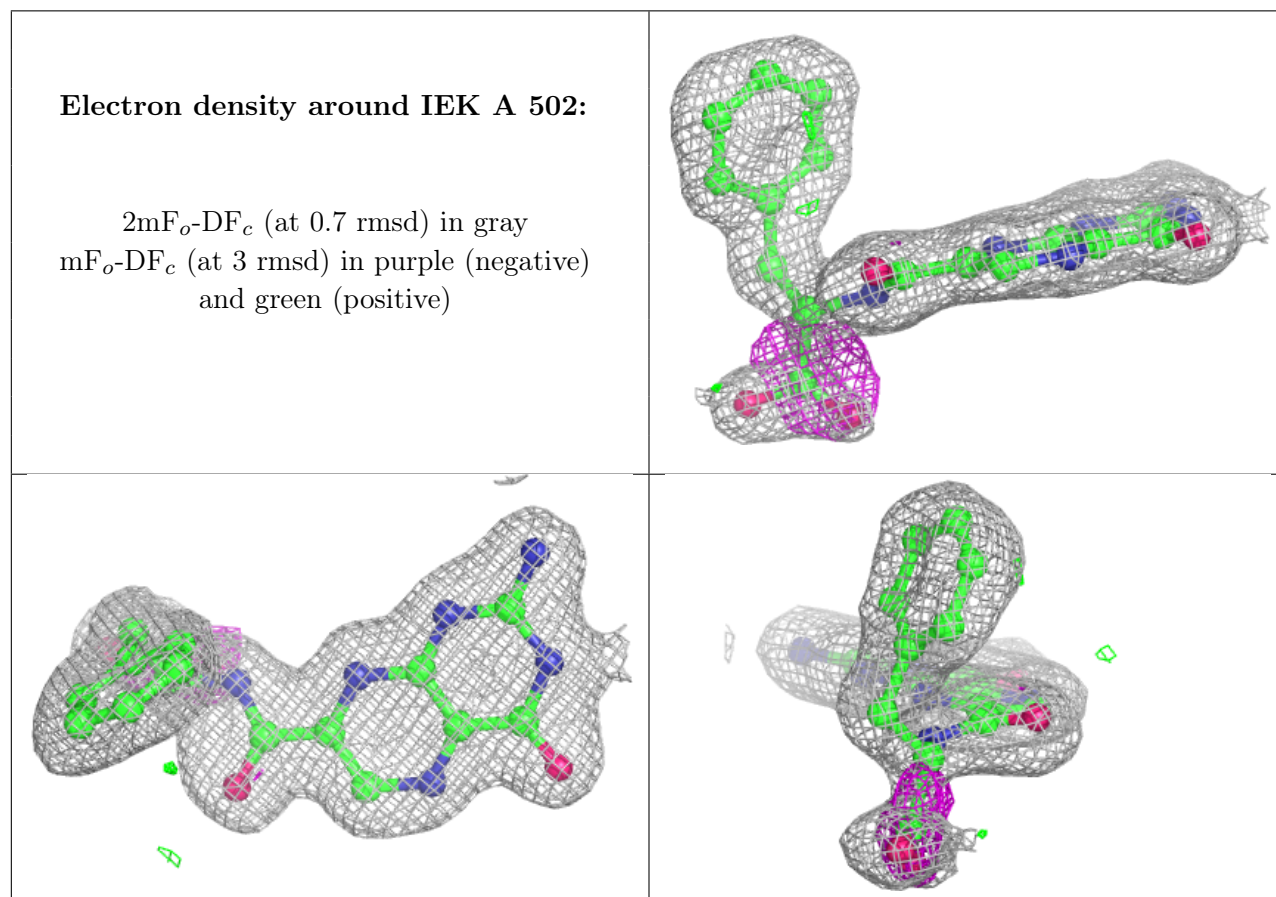 Electron density around IEK A 502:
2mFo-DFc (at 0.7 rmsd) in gray
mFo-DFc (at 3 rmsd) in purple (negative)
and green (positive)